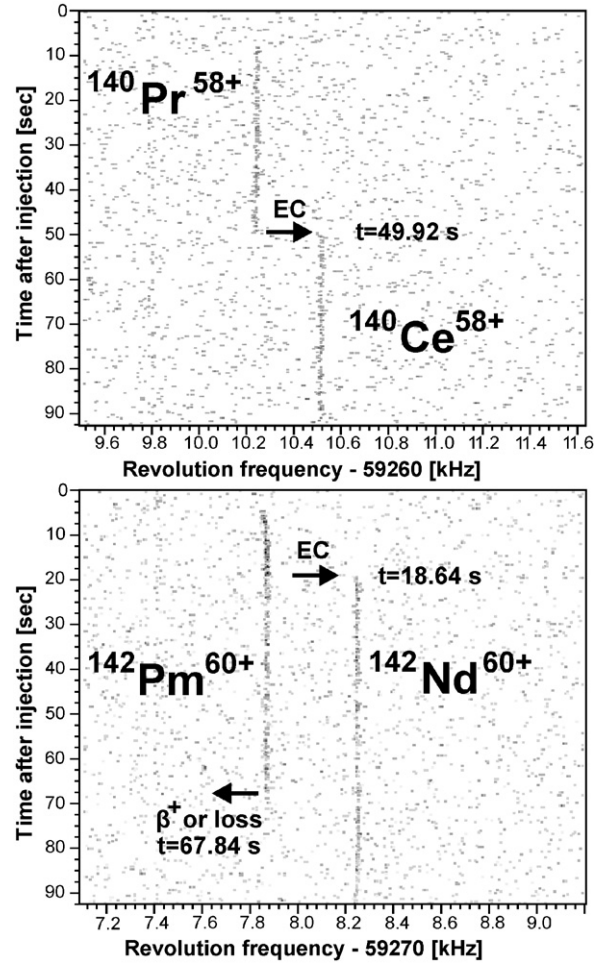 0
10
20
30
40
50
60
70
80
90
Time after injection [sec]
140Pr58+
EC
t=49.92 s
140Ce58+
9.6 9.8 10.0 10.2 10.4 10.6 10.8 11.0 11.2 11.4 11.6
Revolution frequency - 59260 [kHz]
0
10
20
30
40
50
60
70
80
90
Time after injection [sec]
EC
t=18.64 s
142Pm60+
142Nd60+
β+ or loss
t=67.84 s
7.2 7.4 7.6 7.8 8.0 8.2 8.4 8.6 8.8 9.0
Revolution frequency - 59270 [kHz]